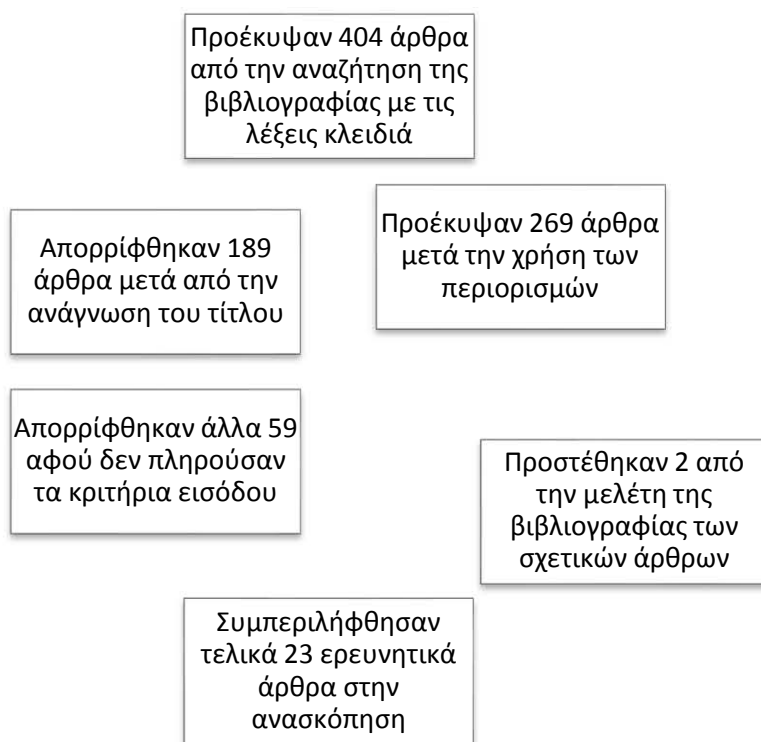 Προέκυψαν 404 άρθρα
από την αναζήτηση της
βιβλιογραφίας με τις
λέξεις κλειδιά
Προέκυψαν 269 άρθρα
μετά την χρήση των
περιορισμών
Απορρίφθηκαν 189
άρθρα μετά από την
ανάγνωση του τίτλου
Απορρίφθηκαν άλλα 59
αφού δεν πληρούσαν
τα κριτήρια εισόδου
Προστέθηκαν 2 από
την μελέτη της
βιβλιογραφίας των
σχετικών άρθρων
Συμπεριλήφθησαν
τελικά 23 ερευνητικά
άρθρα στην
ανασκόπηση